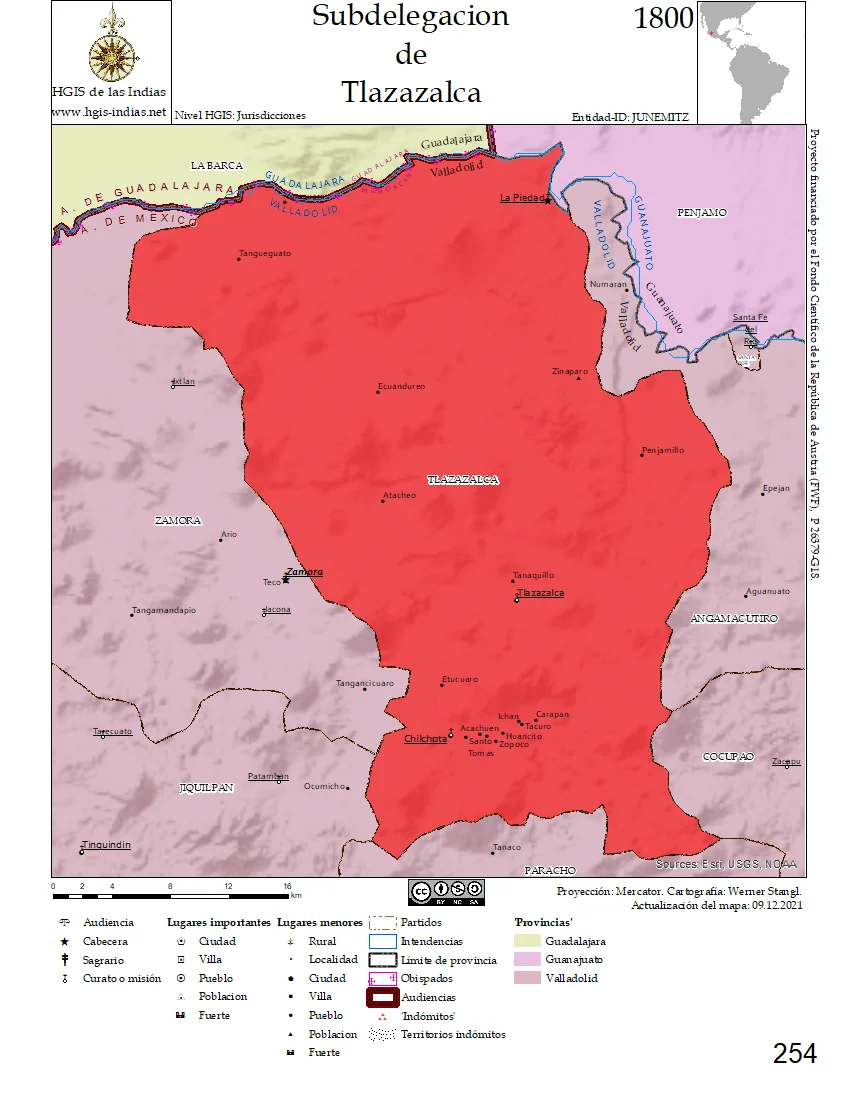 Subdelegacion
de
Tlazazalca
1800
HGIS de las Indias
www.hgis-indias.net
Nivel HGIS: Jurisdicciones
Entidad-ID: JUNEMITZ
Proyecto financiado por el Fondo Científico de la República de Austria (FWF), P 26379-G18.
LA BARCA
Guadalajara
Valladolid
GUADALAJARA
GUADALAJARA
MICHOACAN
VALLADOLID
A. DE GUADALAJARA
A. DE MEXICO
La Piedad
PENJAMO
VALLADOLID
GUANAJUATO
Tangueguato
Numaran
Guanajuato
Valladolid
Santa Fe
del
Rio
Ixtlan
Ecuandureo
Zinaparo
Penjamillo
TLAZAZALCA
Atacheo
Epejan
ZAMORA
Ario
Zamora
Teco
Tanaquillo
Tlazazalca
Aguanuato
Tangamandapio
Jacona
ANGAMACUTIRO
Tangancicuaro
Etucuaro
Ichan
Carapan
Tacuro
Acachuen
Huancito
Chilchota
Santo
Tomas
Zopoco
Tarecuato
COCUPAO
Zacapu
Patamban
JIQUILPAN
Ocumicho
Tinguindin
Tanaco
PARACHO
Sources: Esri, USGS, NOAA
0 2 4 8 12 16
km
CC BY NC SA
Proyección: Mercator. Cartografía: Werner Stangl.
Actualización del mapa: 09.12.2021
Audiencia
Cabecera
Sagrario
Curato o misión
Lugares importantes
Ciudad
Villa
Pueblo
Poblacion
Fuerte
Lugares menores
Rural
Localidad
Ciudad
Villa
Pueblo
Poblacion
Fuerte
Partidos
Intendencias
Límite de provincia
Obispados
Audiencias
'Indómitos'
Territorios indómitos
'Provincias'
Guadalajara
Guanajuato
Valladolid
254